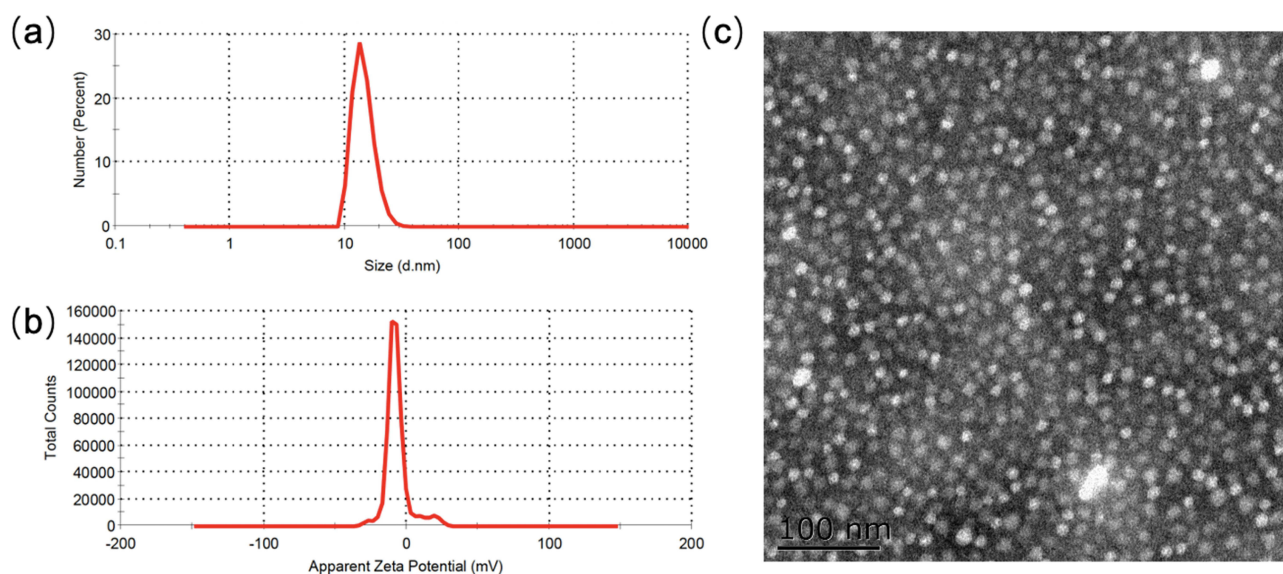 (a)
Number (Percent)
30
20
10
0
0.1 1 10 100 1000 10000
Size (d.nm)
(b)
Total Counts
160000
140000
120000
100000
80000
60000
40000
20000
0
-200 -100 0 100 200
Apparent Zeta Potential (mV)
(c)
100 nm